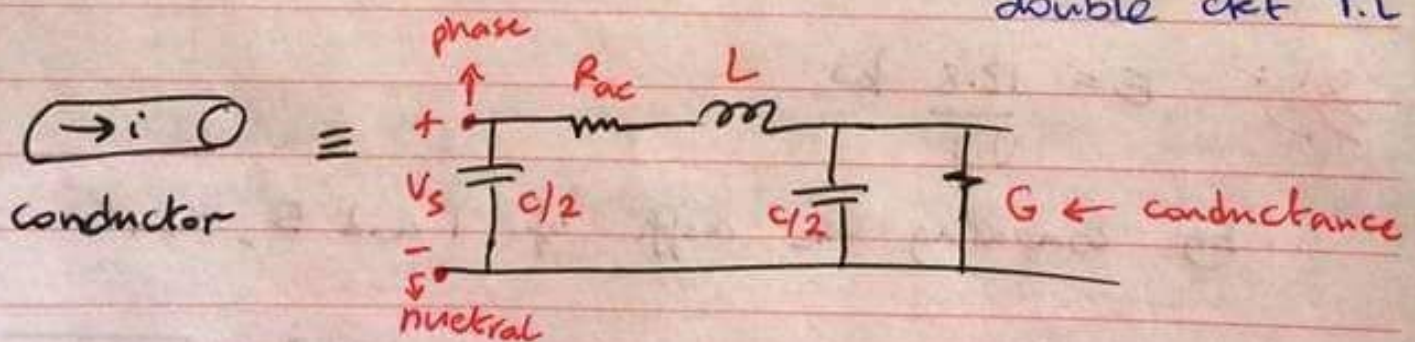 double ckt T.L
phase
Rac L
→ i ≡ +
Vs C/2 C/2 G ← conductance
conductor
-
nuetral